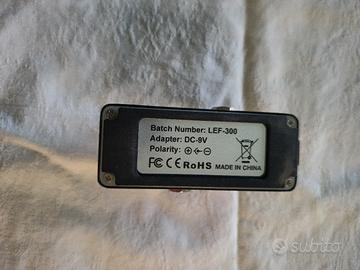 Batch Number: LEF-300
Adapter: DC-9V
Polarity: ⊕ ⊂• ⊖
FC CE RoHS MADE IN CHINA
subito